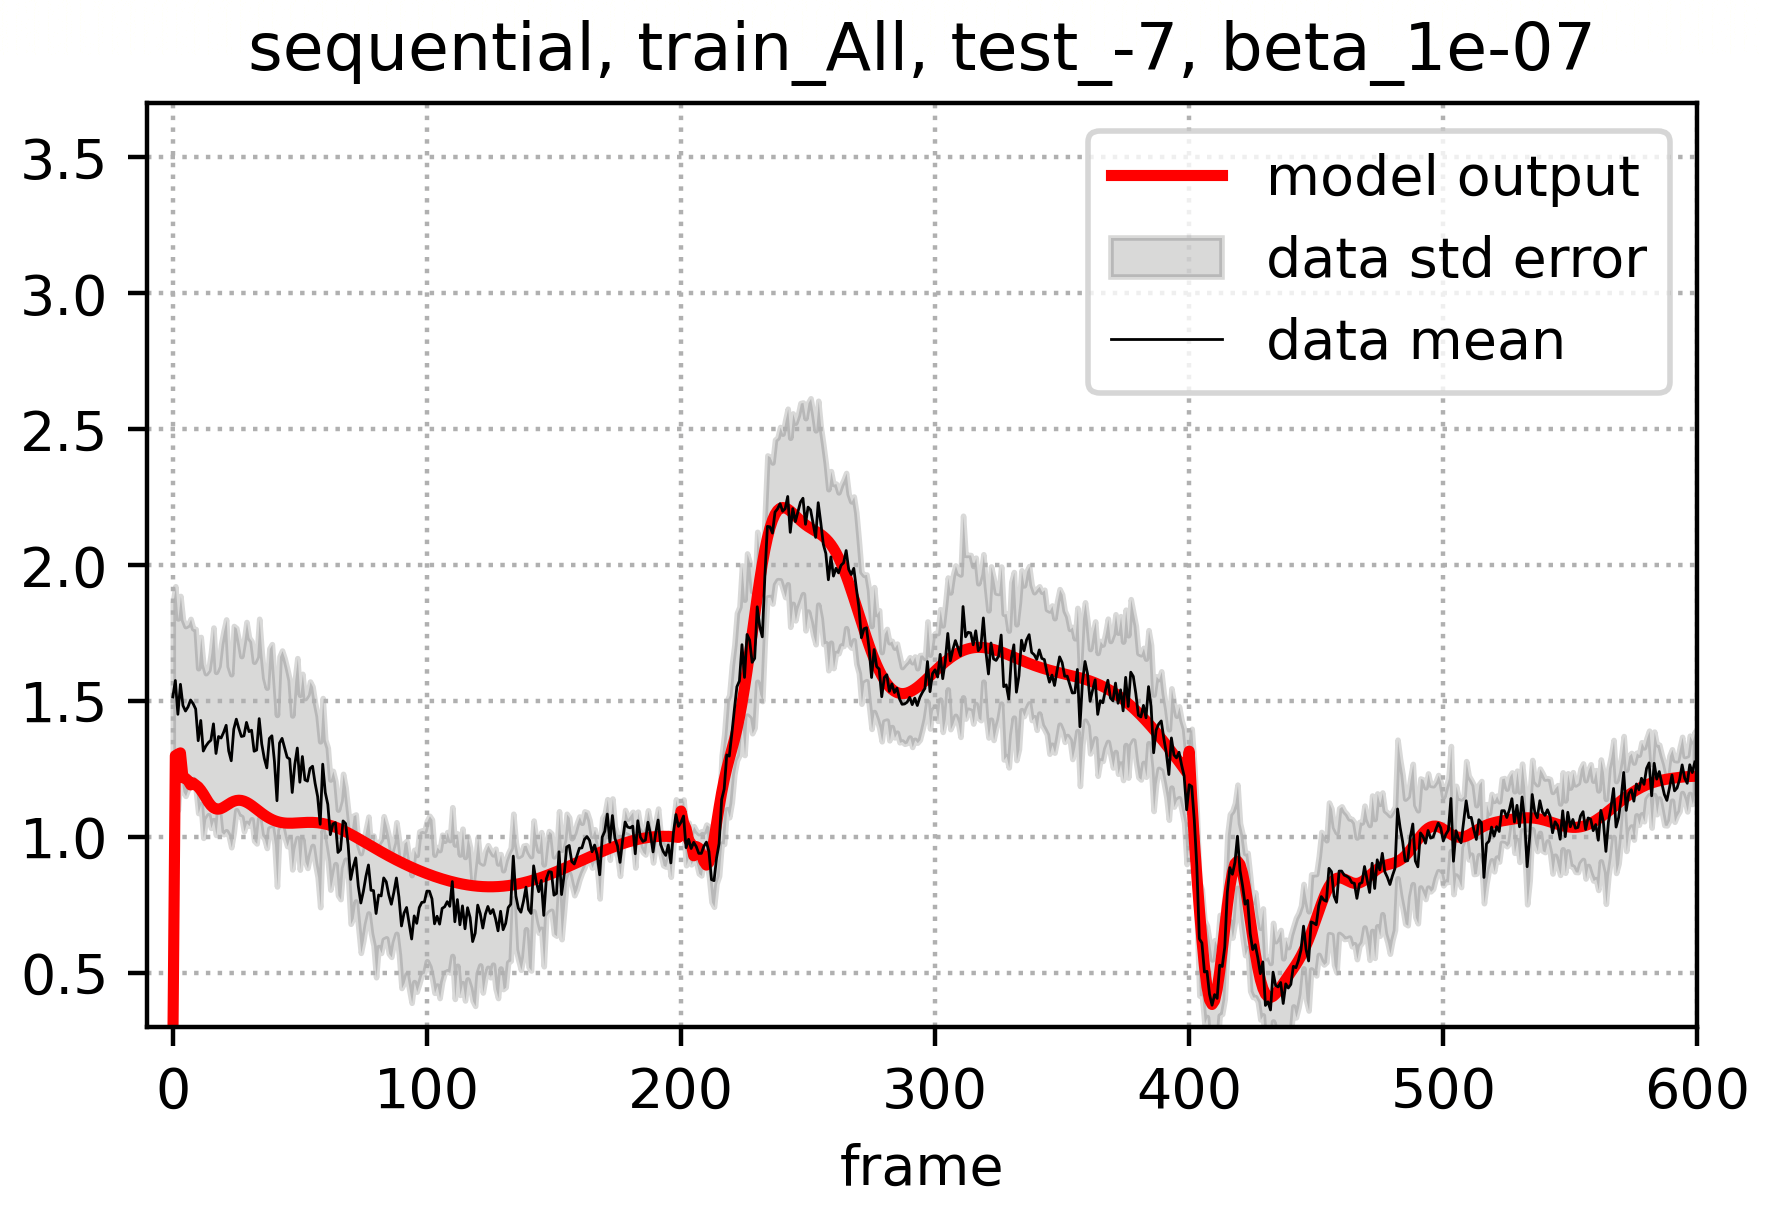 sequential, train_All, test_-7, beta_1e-07
3.5
3.0
2.5
2.0
1.5
1.0
0.5
model output
data std error
data mean
0 100 200 300 400 500 600
frame